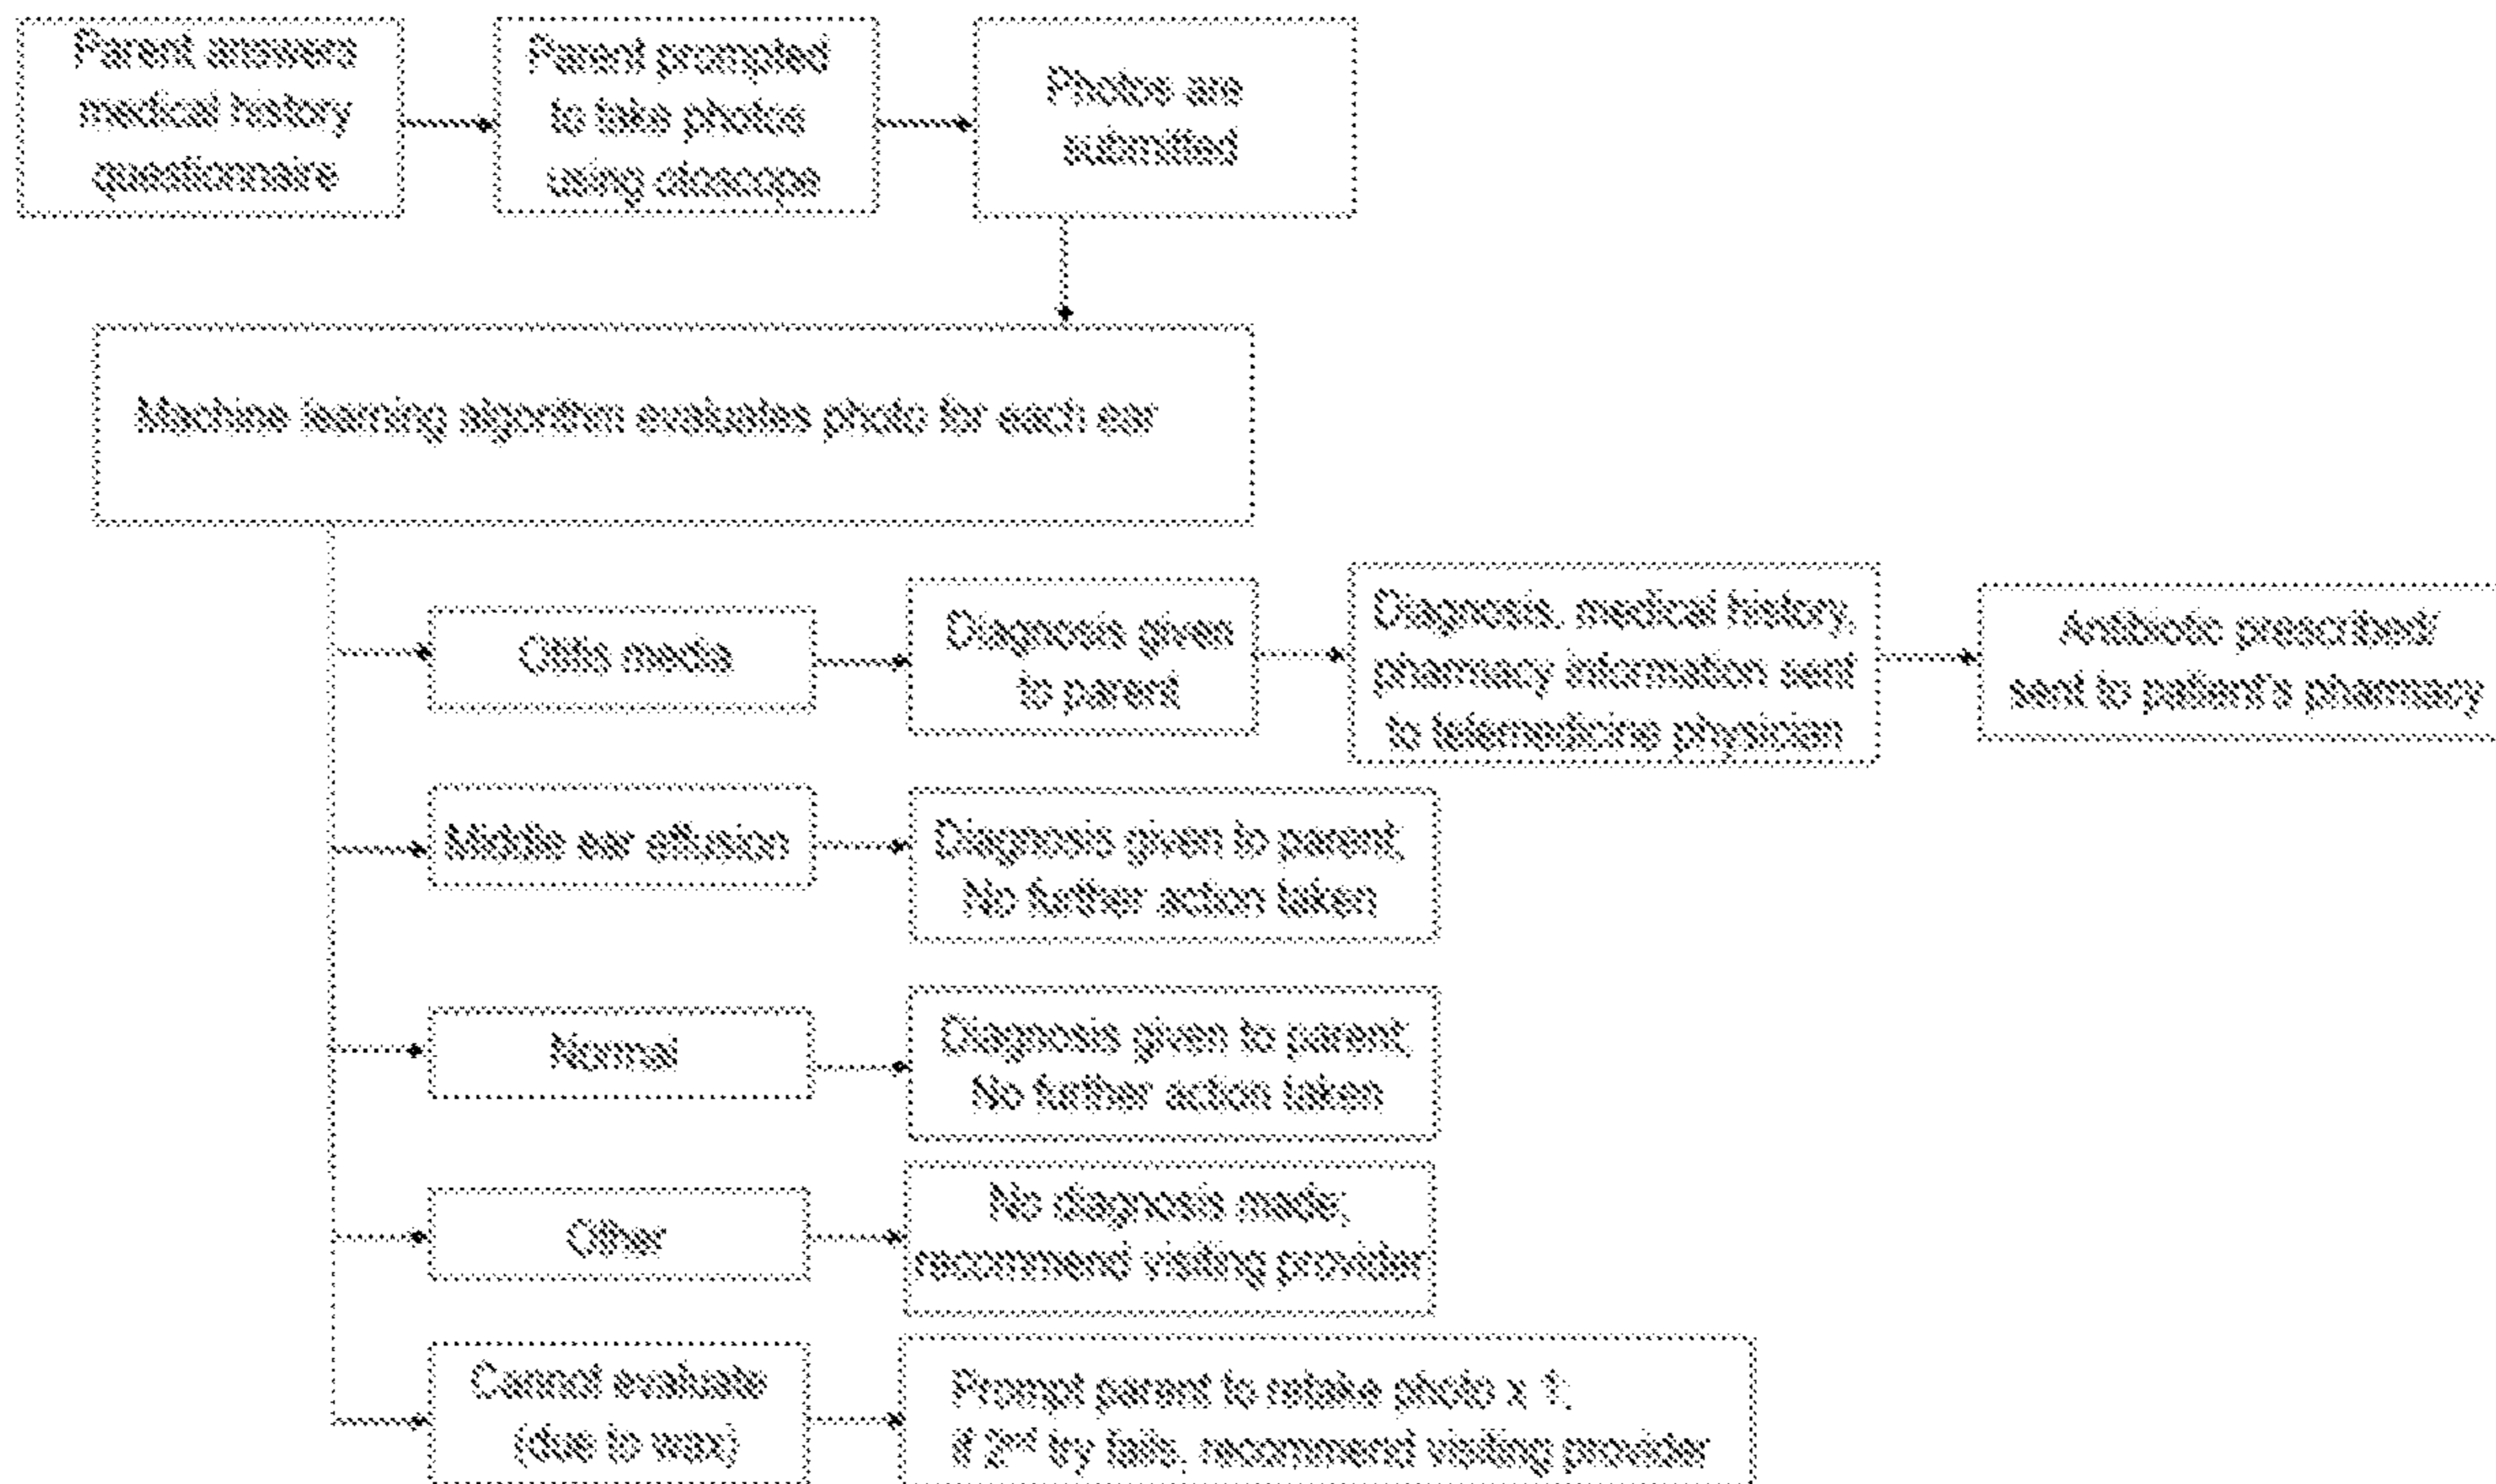 Parent answers
medical history
questionnaire
Parent prompted
to take photos
using otoscope
Photos are
submitted
Machine learning algorithm evaluates photo for each ear
Otitis media
Diagnosis given
to parent
Diagnosis, medical history,
pharmacy information sent
to telemedicine physician
Antibiotic prescribed/
sent to patient's pharmacy
Middle ear effusion
Diagnosis given to parent,
No further action taken
Normal
Diagnosis given to parent,
No further action taken
Other
No diagnosis made,
recommend visiting provider
Cannot evaluate
(due to wax)
Prompt parent to retake photo x 1,
if 2nd try fails, recommend visiting provider